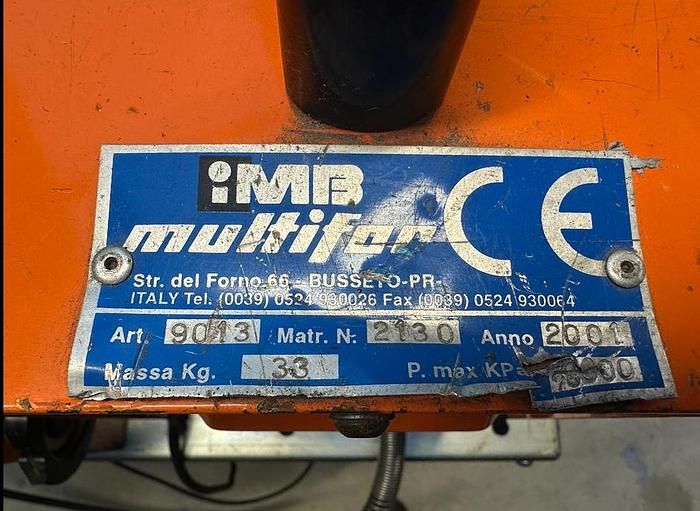 iMB
multifor CE
Str. del Forno 66 - BUSSETO-PR-
ITALY Tel. (0039) 0524 930026 Fax (0039) 0524 930064
Art. 9013 Matr. N. 2130 Anno 2001
Massa Kg. 33 P. max KPs